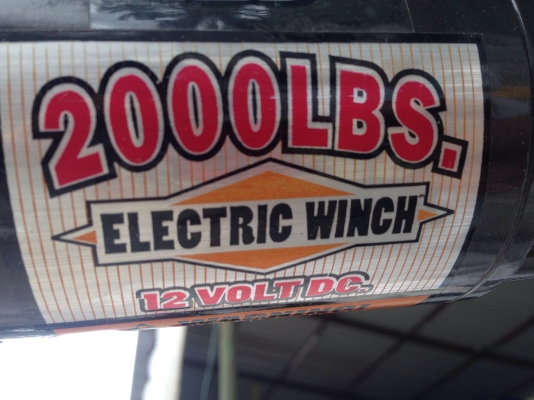 2000LBS.
ELECTRIC WINCH
12 VOLT DC.